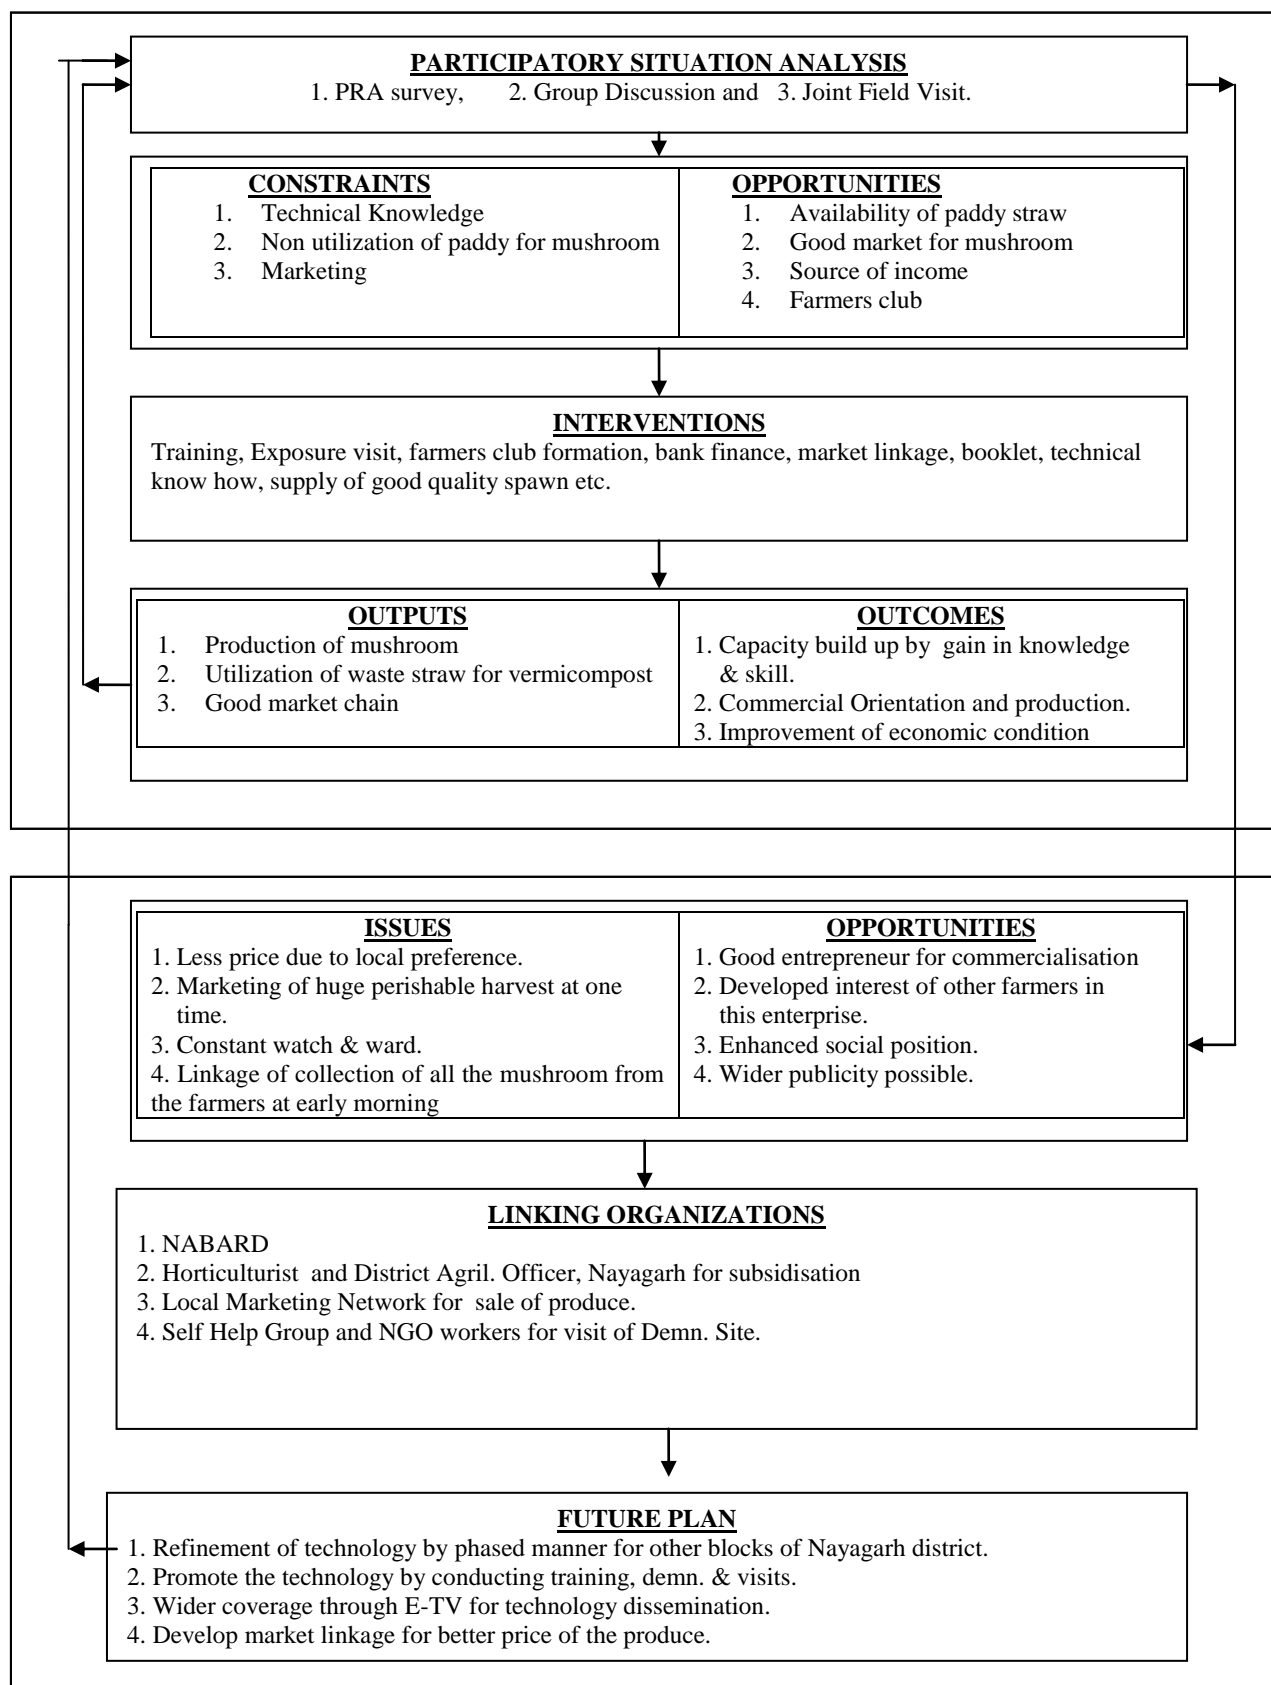 PARTICIPATORY SITUATION ANALYSIS
1. PRA survey, 2. Group Discussion and 3. Joint Field Visit.
CONSTRAINTS
1. Technical Knowledge
2. Non utilization of paddy for mushroom
3. Marketing
OPPORTUNITIES
1. Availability of paddy straw
2. Good market for mushroom
3. Source of income
4. Farmers club
INTERVENTIONS
Training, Exposure visit, farmers club formation, bank finance, market linkage, booklet, technical
know how, supply of good quality spawn etc.
OUTPUTS
1. Production of mushroom
2. Utilization of waste straw for vermicompost
3. Good market chain
OUTCOMES
1. Capacity build up by gain in knowledge
& skill.
2. Commercial Orientation and production.
3. Improvement of economic condition
ISSUES
1. Less price due to local preference.
2. Marketing of huge perishable harvest at one
time.
3. Constant watch & ward.
4. Linkage of collection of all the mushroom from
the farmers at early morning
OPPORTUNITIES
1. Good entrepreneur for commercialisation
2. Developed interest of other farmers in
this enterprise.
3. Enhanced social position.
4. Wider publicity possible.
LINKING ORGANIZATIONS
1. NABARD
2. Horticulturist and District Agril. Officer, Nayagarh for subsidisation
3. Local Marketing Network for sale of produce.
4. Self Help Group and NGO workers for visit of Demn. Site.
FUTURE PLAN
1. Refinement of technology by phased manner for other blocks of Nayagarh district.
2. Promote the technology by conducting training, demn. & visits.
3. Wider coverage through E-TV for technology dissemination.
4. Develop market linkage for better price of the produce.